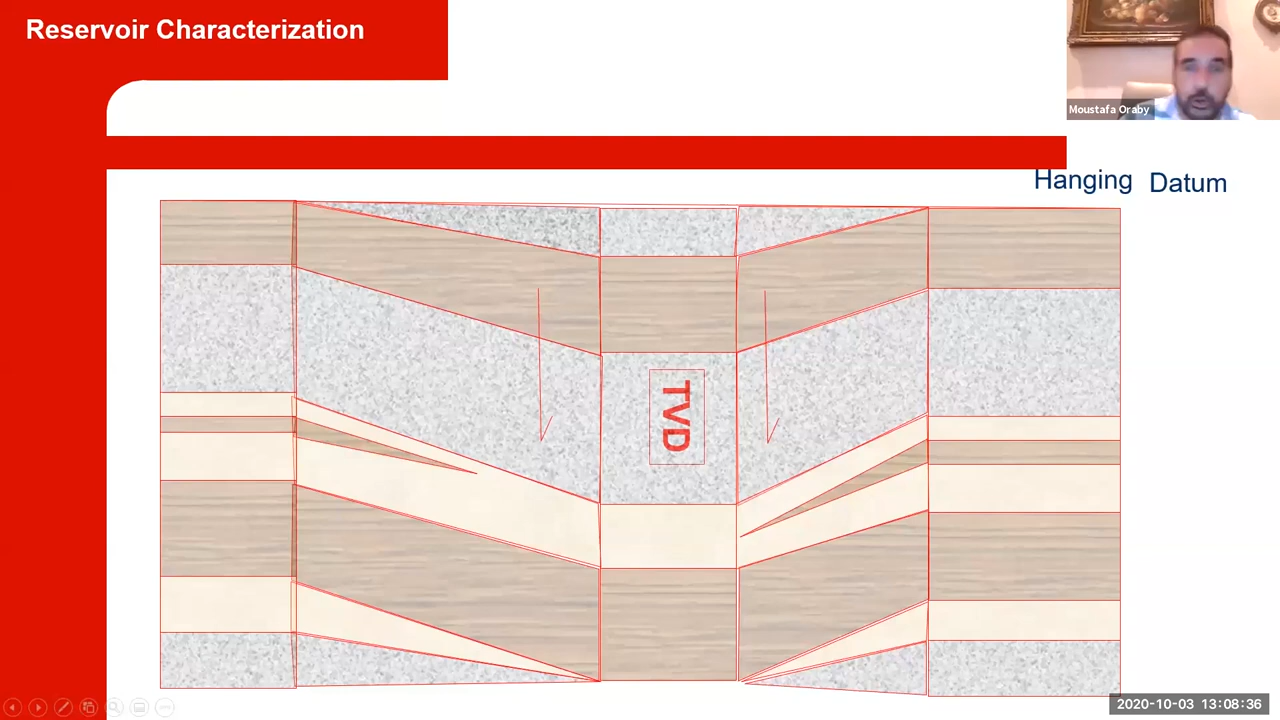 Reservoir Characterization
Moustafa Oraby
Hanging Datum
TVD
2020-10-03 13:08:36